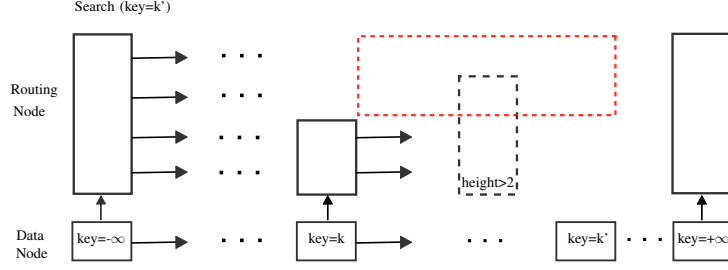 Search (key=k’)
Routing
Node
height>2
Data
Node
key=-∞
key=k
key=k’
key=+∞